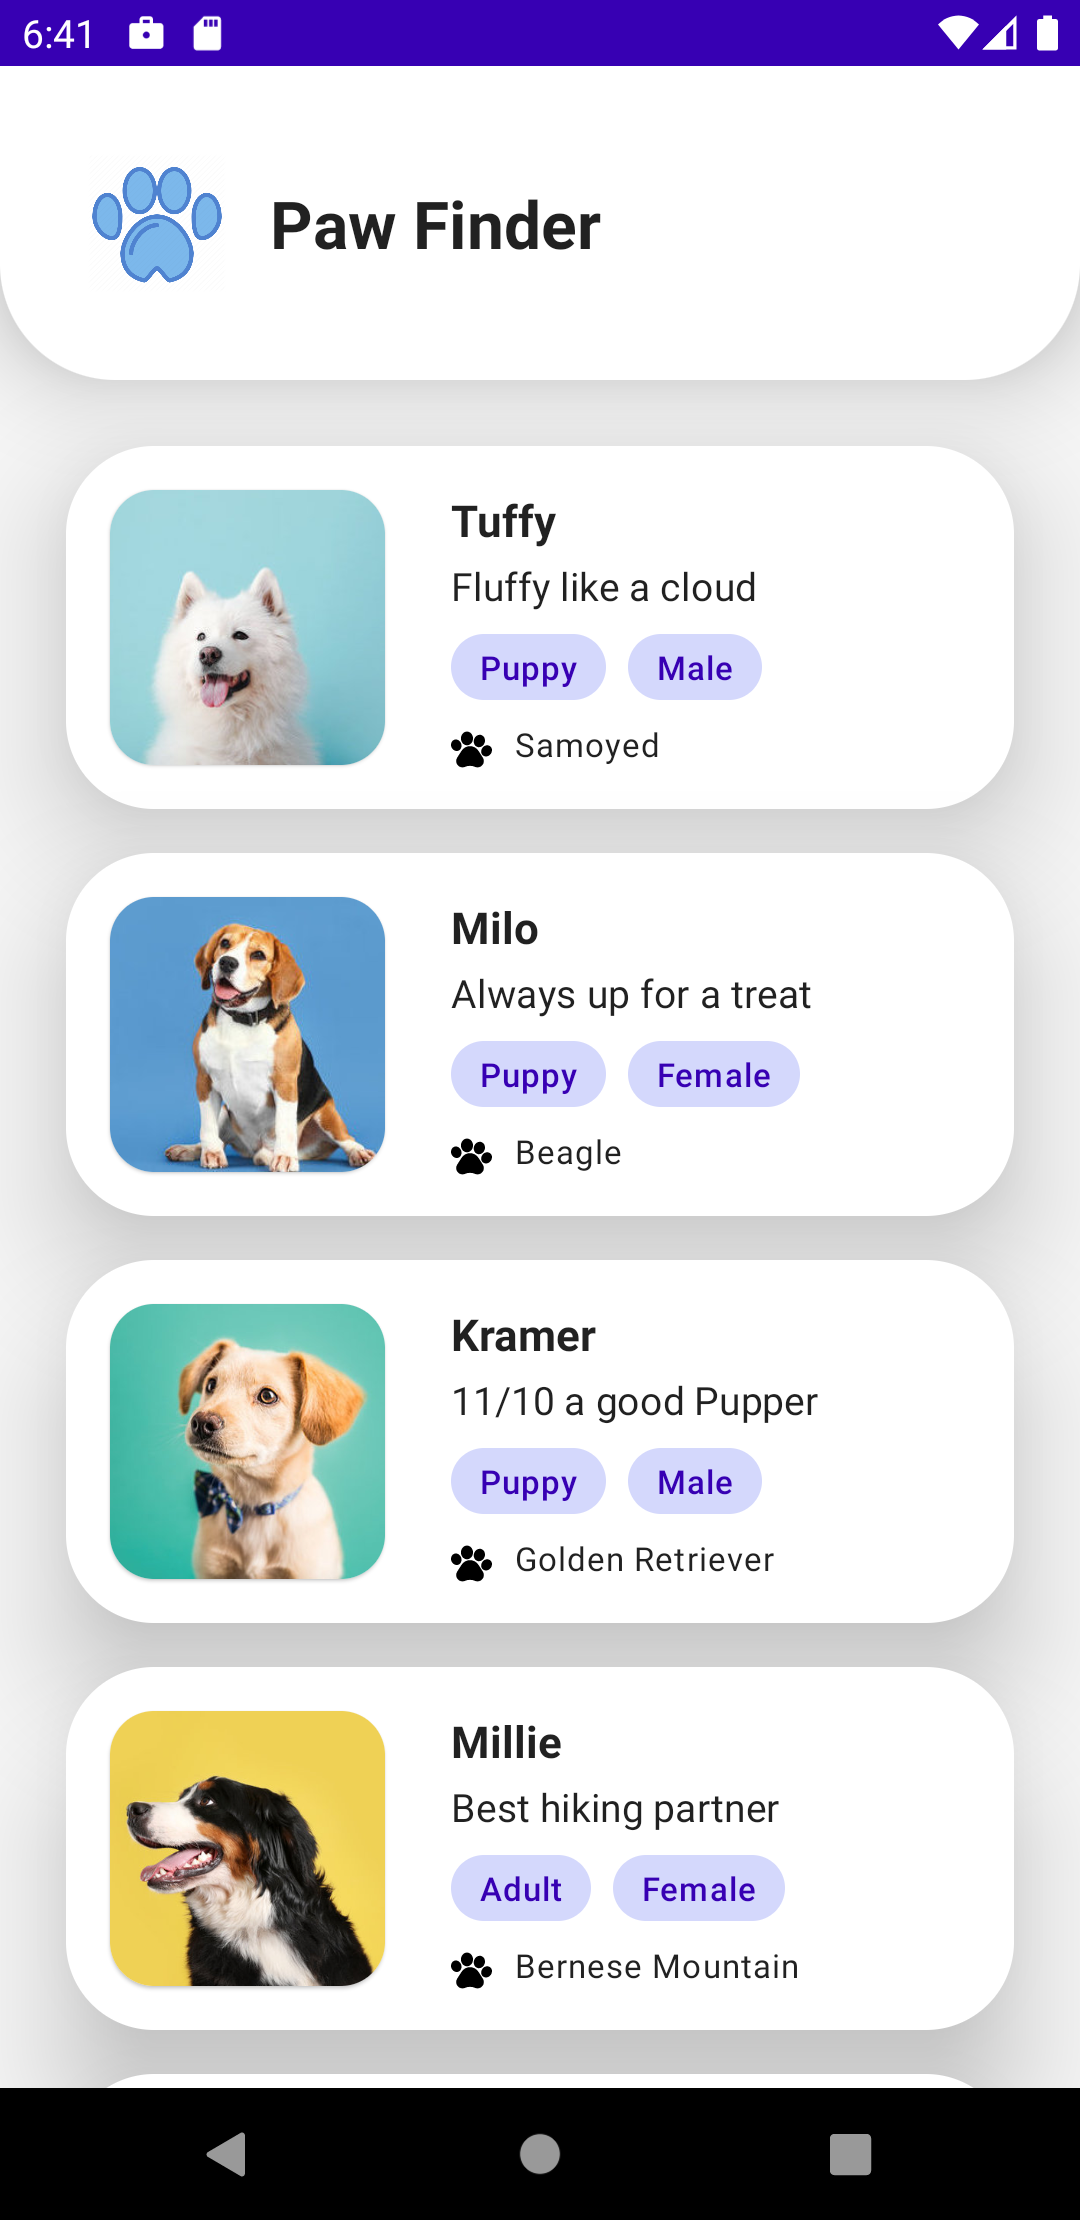 6:41
Paw Finder
Tuffy
Fluffy like a cloud
Puppy Male
Samoyed
Milo
Always up for a treat
Puppy Female
Beagle
Kramer
11/10 a good Pupper
Puppy Male
Golden Retriever
Millie
Best hiking partner
Adult Female
Bernese Mountain